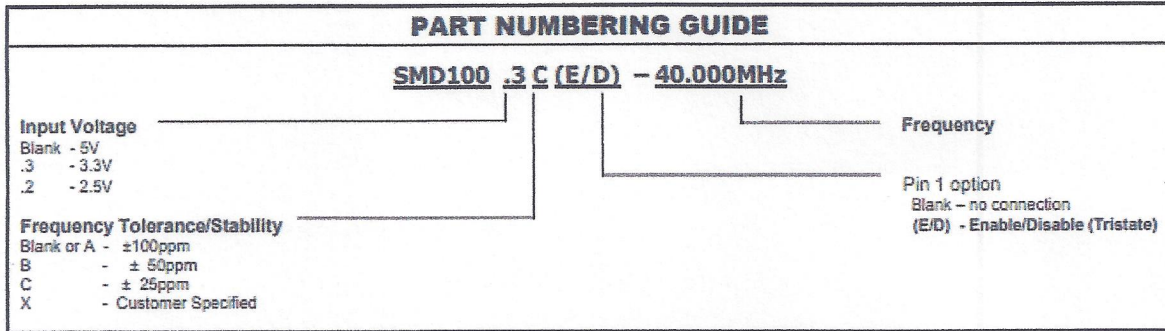 PART NUMBERING GUIDE
SMD100 .3 C (E/D) – 40.000MHz
Input Voltage
Blank - 5V
.3 - 3.3V
.2 - 2.5V
Frequency Tolerance/Stability
Blank or A - ±100ppm
B - ± 50ppm
C - ± 25ppm
X - Customer Specified
Frequency
Pin 1 option
Blank – no connection
(E/D) - Enable/Disable (Tristate)